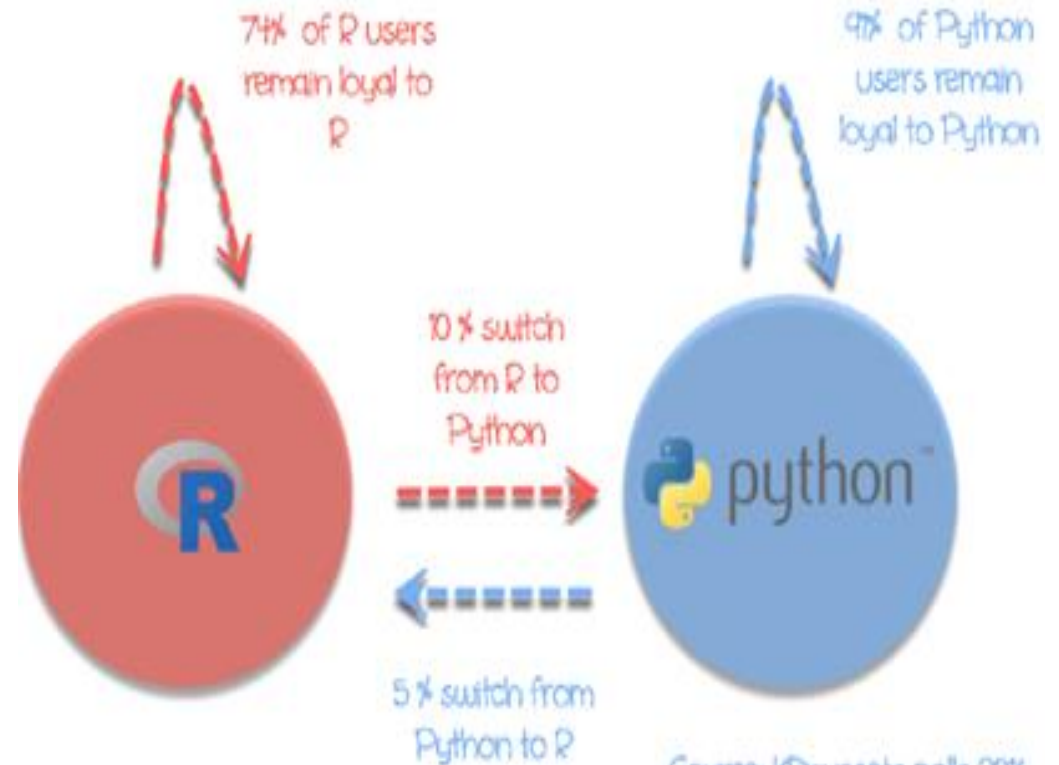 74% of R users
remain loyal to
R
91% of Python
users remain
loyal to Python
10 % switch
from R to
Python
R
python
5 % switch from
Python to R